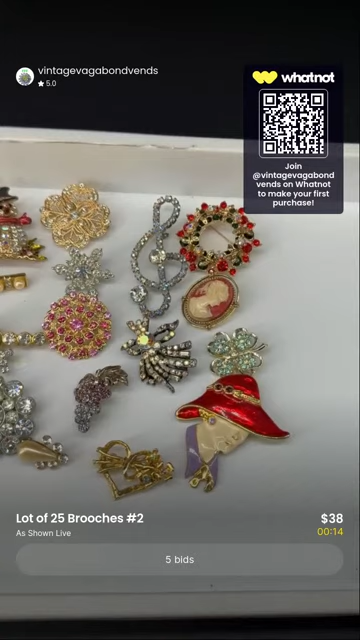 vintagevagabondvends
★ 5.0
whatnot
Join
@vintagevagabond
vends on Whatnot
to make your first
purchase!
Lot of 25 Brooches #2
$38
As Shown Live
00:14
5 bids